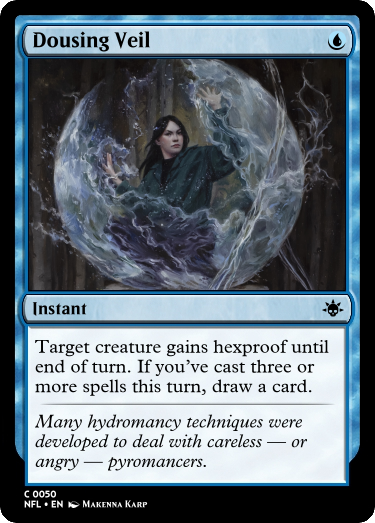 Dousing Veil
Instant
Target creature gains hexproof until
end of turn. If you've cast three or
more spells this turn, draw a card.
Many hydromancy techniques were
developed to deal with careless — or
angry — pyromancers.
C 0050
NFL • EN Makenna Karp